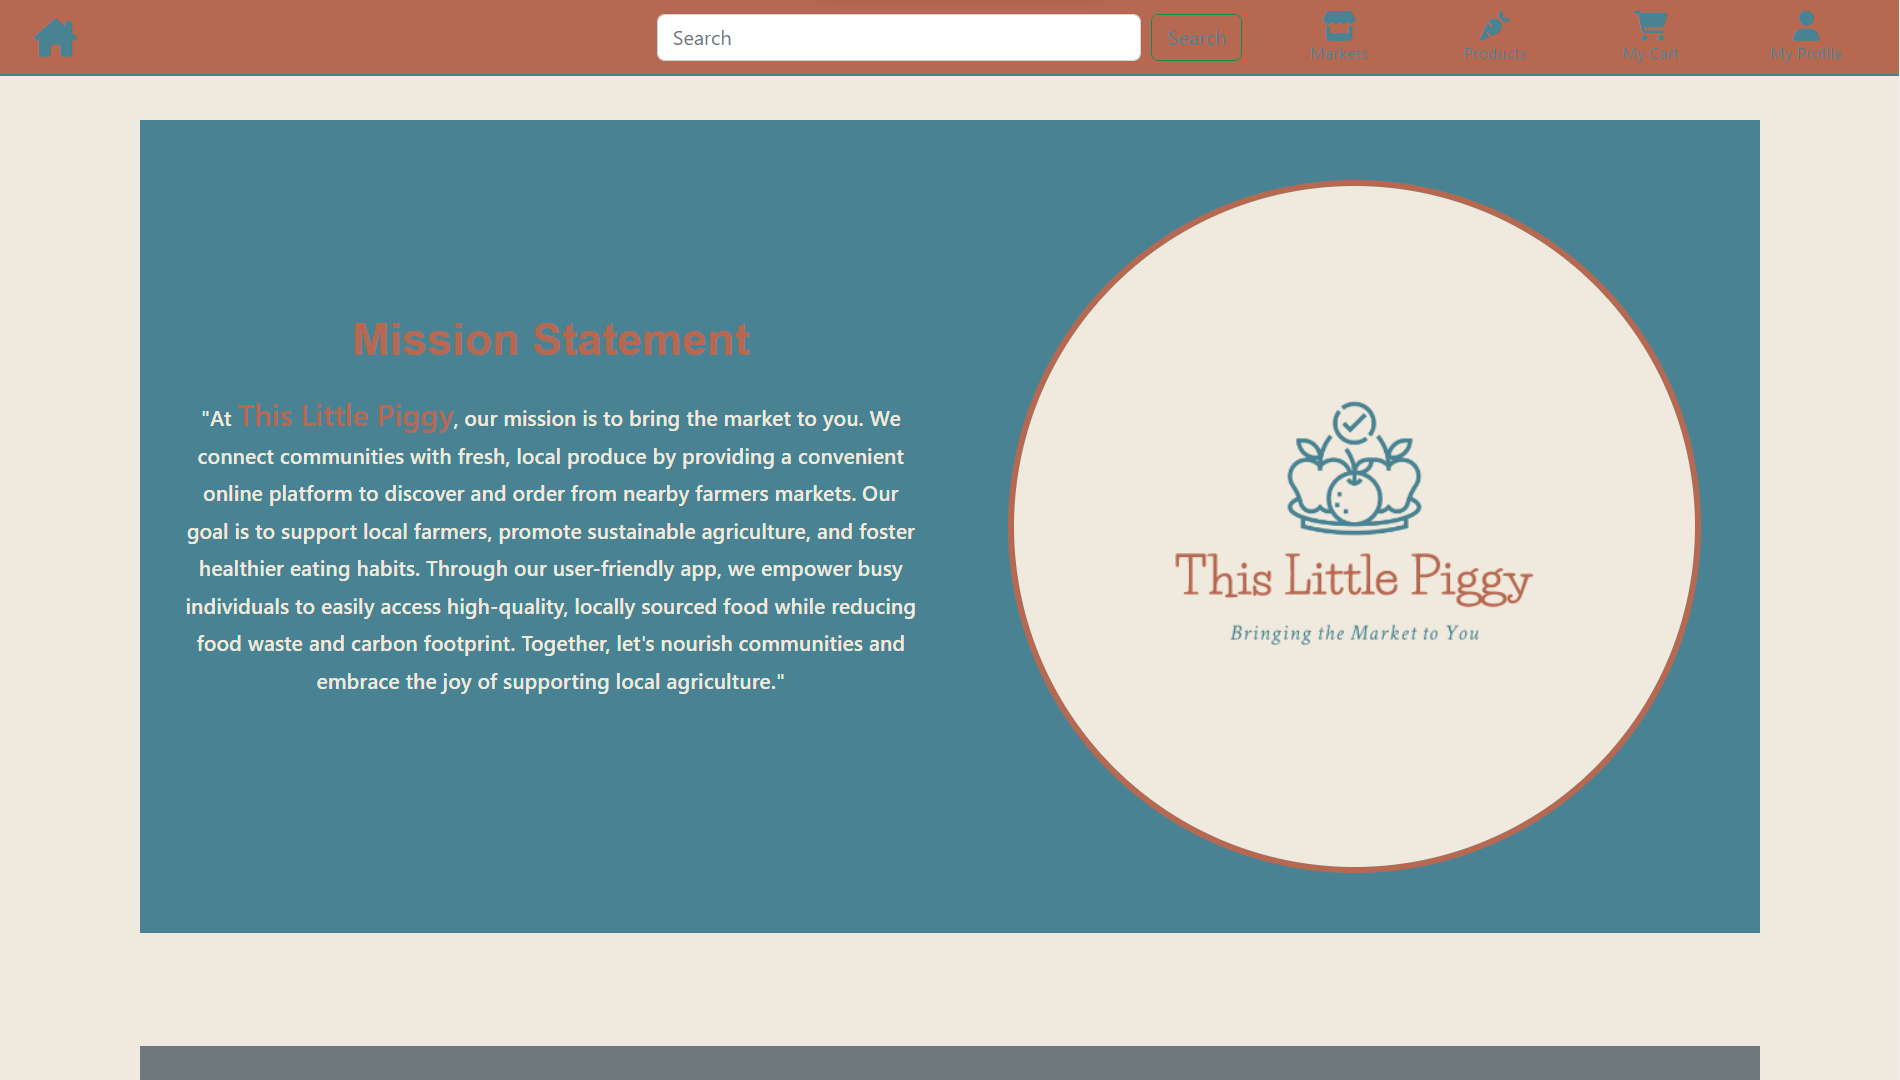 Search
Search
Markets
Products
My Cart
My Profile
Mission Statement
"At This Little Piggy, our mission is to bring the market to you. We
connect communities with fresh, local produce by providing a convenient
online platform to discover and order from nearby farmers markets. Our
goal is to support local farmers, promote sustainable agriculture, and foster
healthier eating habits. Through our user-friendly app, we empower busy
individuals to easily access high-quality, locally sourced food while reducing
food waste and carbon footprint. Together, let's nourish communities and
embrace the joy of supporting local agriculture."
This Little Piggy
Bringing the Market to You